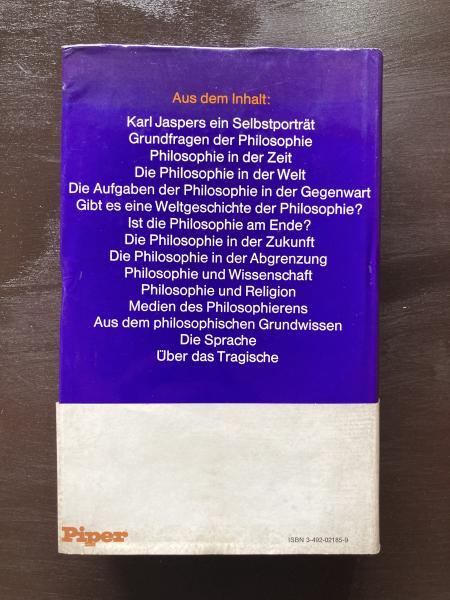 Aus dem Inhalt:
Karl Jaspers ein Selbstporträt
Grundfragen der Philosophie
Philosophie in der Zeit
Die Philosophie in der Welt
Die Aufgaben der Philosophie in der Gegenwart
Gibt es eine Weltgeschichte der Philosophie?
Ist die Philosophie am Ende?
Die Philosophie in der Zukunft
Die Philosophie in der Abgrenzung
Philosophie und Wissenschaft
Philosophie und Religion
Medien des Philosophierens
Aus dem philosophischen Grundwissen
Die Sprache
Über das Tragische
Piper
ISBN 3-492-02185-9